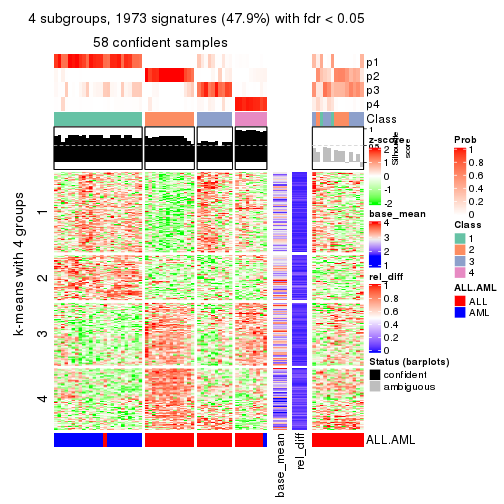 4 subgroups, 1973 signatures (47.9%) with fdr < 0.05
58 confident samples
p1
p2
p3
p4
Class
1
0.5
Silhouette score
k-means with 4 groups
1
2
3
4
z-score
2
1
0
-1
-2
base_mean
4
3
2
1
rel_diff
1
0.8
0.6
0.4
0.2
0
Status (barplots)
confident
ambiguous
Prob
1
0.8
0.6
0.4
0.2
0
Class
1
2
3
4
ALL.AML
ALL
AML
ALL.AML
base_mean
rel_diff